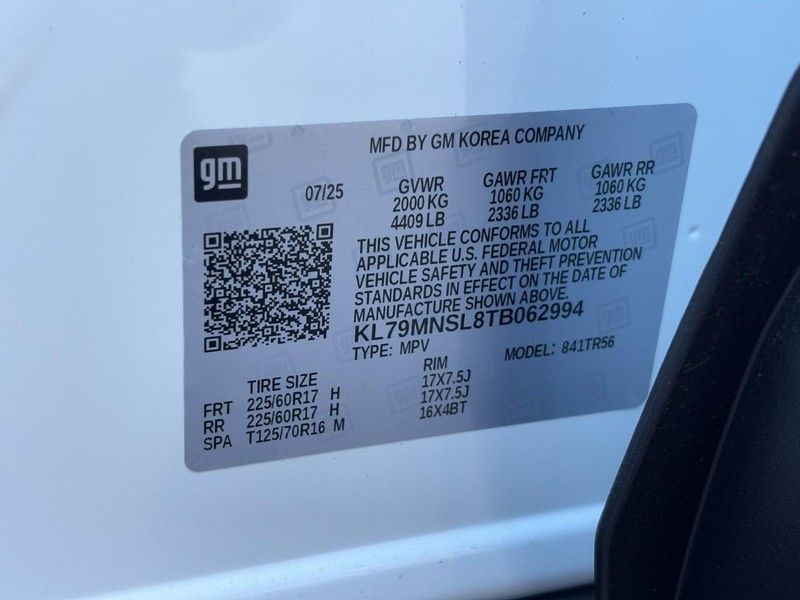 gm
MFD BY GM KOREA COMPANY
07/25
GVWR GAWR FRT GAWR RR
2000 KG 1060 KG 1060 KG
4409 LB 2336 LB 2336 LB
THIS VEHICLE CONFORMS TO ALL
APPLICABLE U.S. FEDERAL MOTOR
VEHICLE SAFETY AND THEFT PREVENTION
STANDARDS IN EFFECT ON THE DATE OF
MANUFACTURE SHOWN ABOVE.
KL79MNSL8TB062994
TYPE: MPV MODEL: 841TR56
TIRE SIZE RIM
FRT 225/60R17 H 17X7.5J
RR 225/60R17 H 17X7.5J
SPA T125/70R16 M 16X4BT